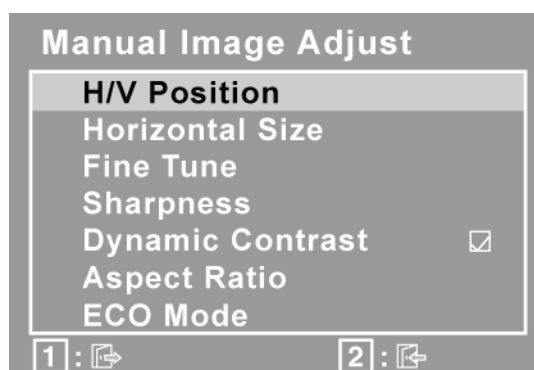 Manual Image Adjust
H/V Position
Horizontal Size
Fine Tune
Sharpness
Dynamic Contrast
Aspect Ratio
ECO Mode
1 : 2 :